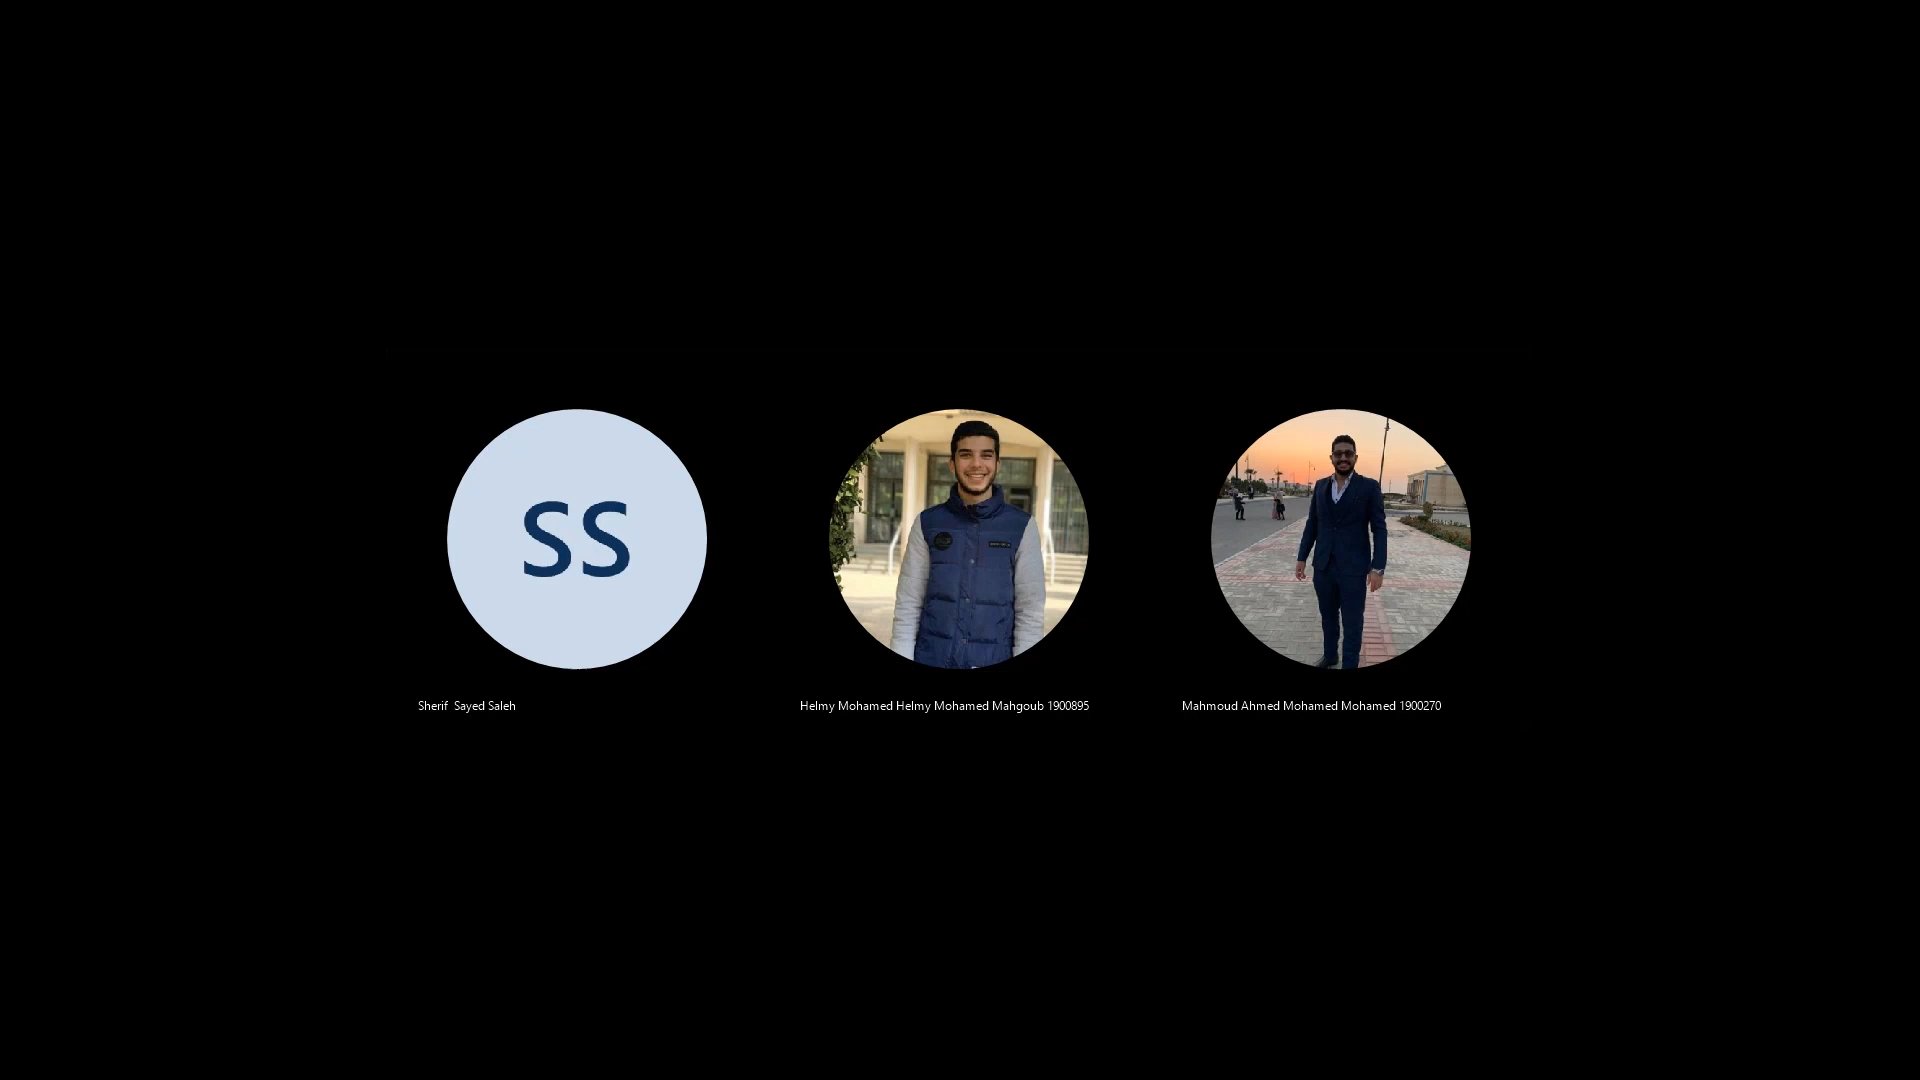 SS
Sherif  Sayed Saleh
Helmy Mohamed Helmy Mohamed Mahgoub 1900895
Mahmoud Ahmed Mohamed Mohamed 1900270